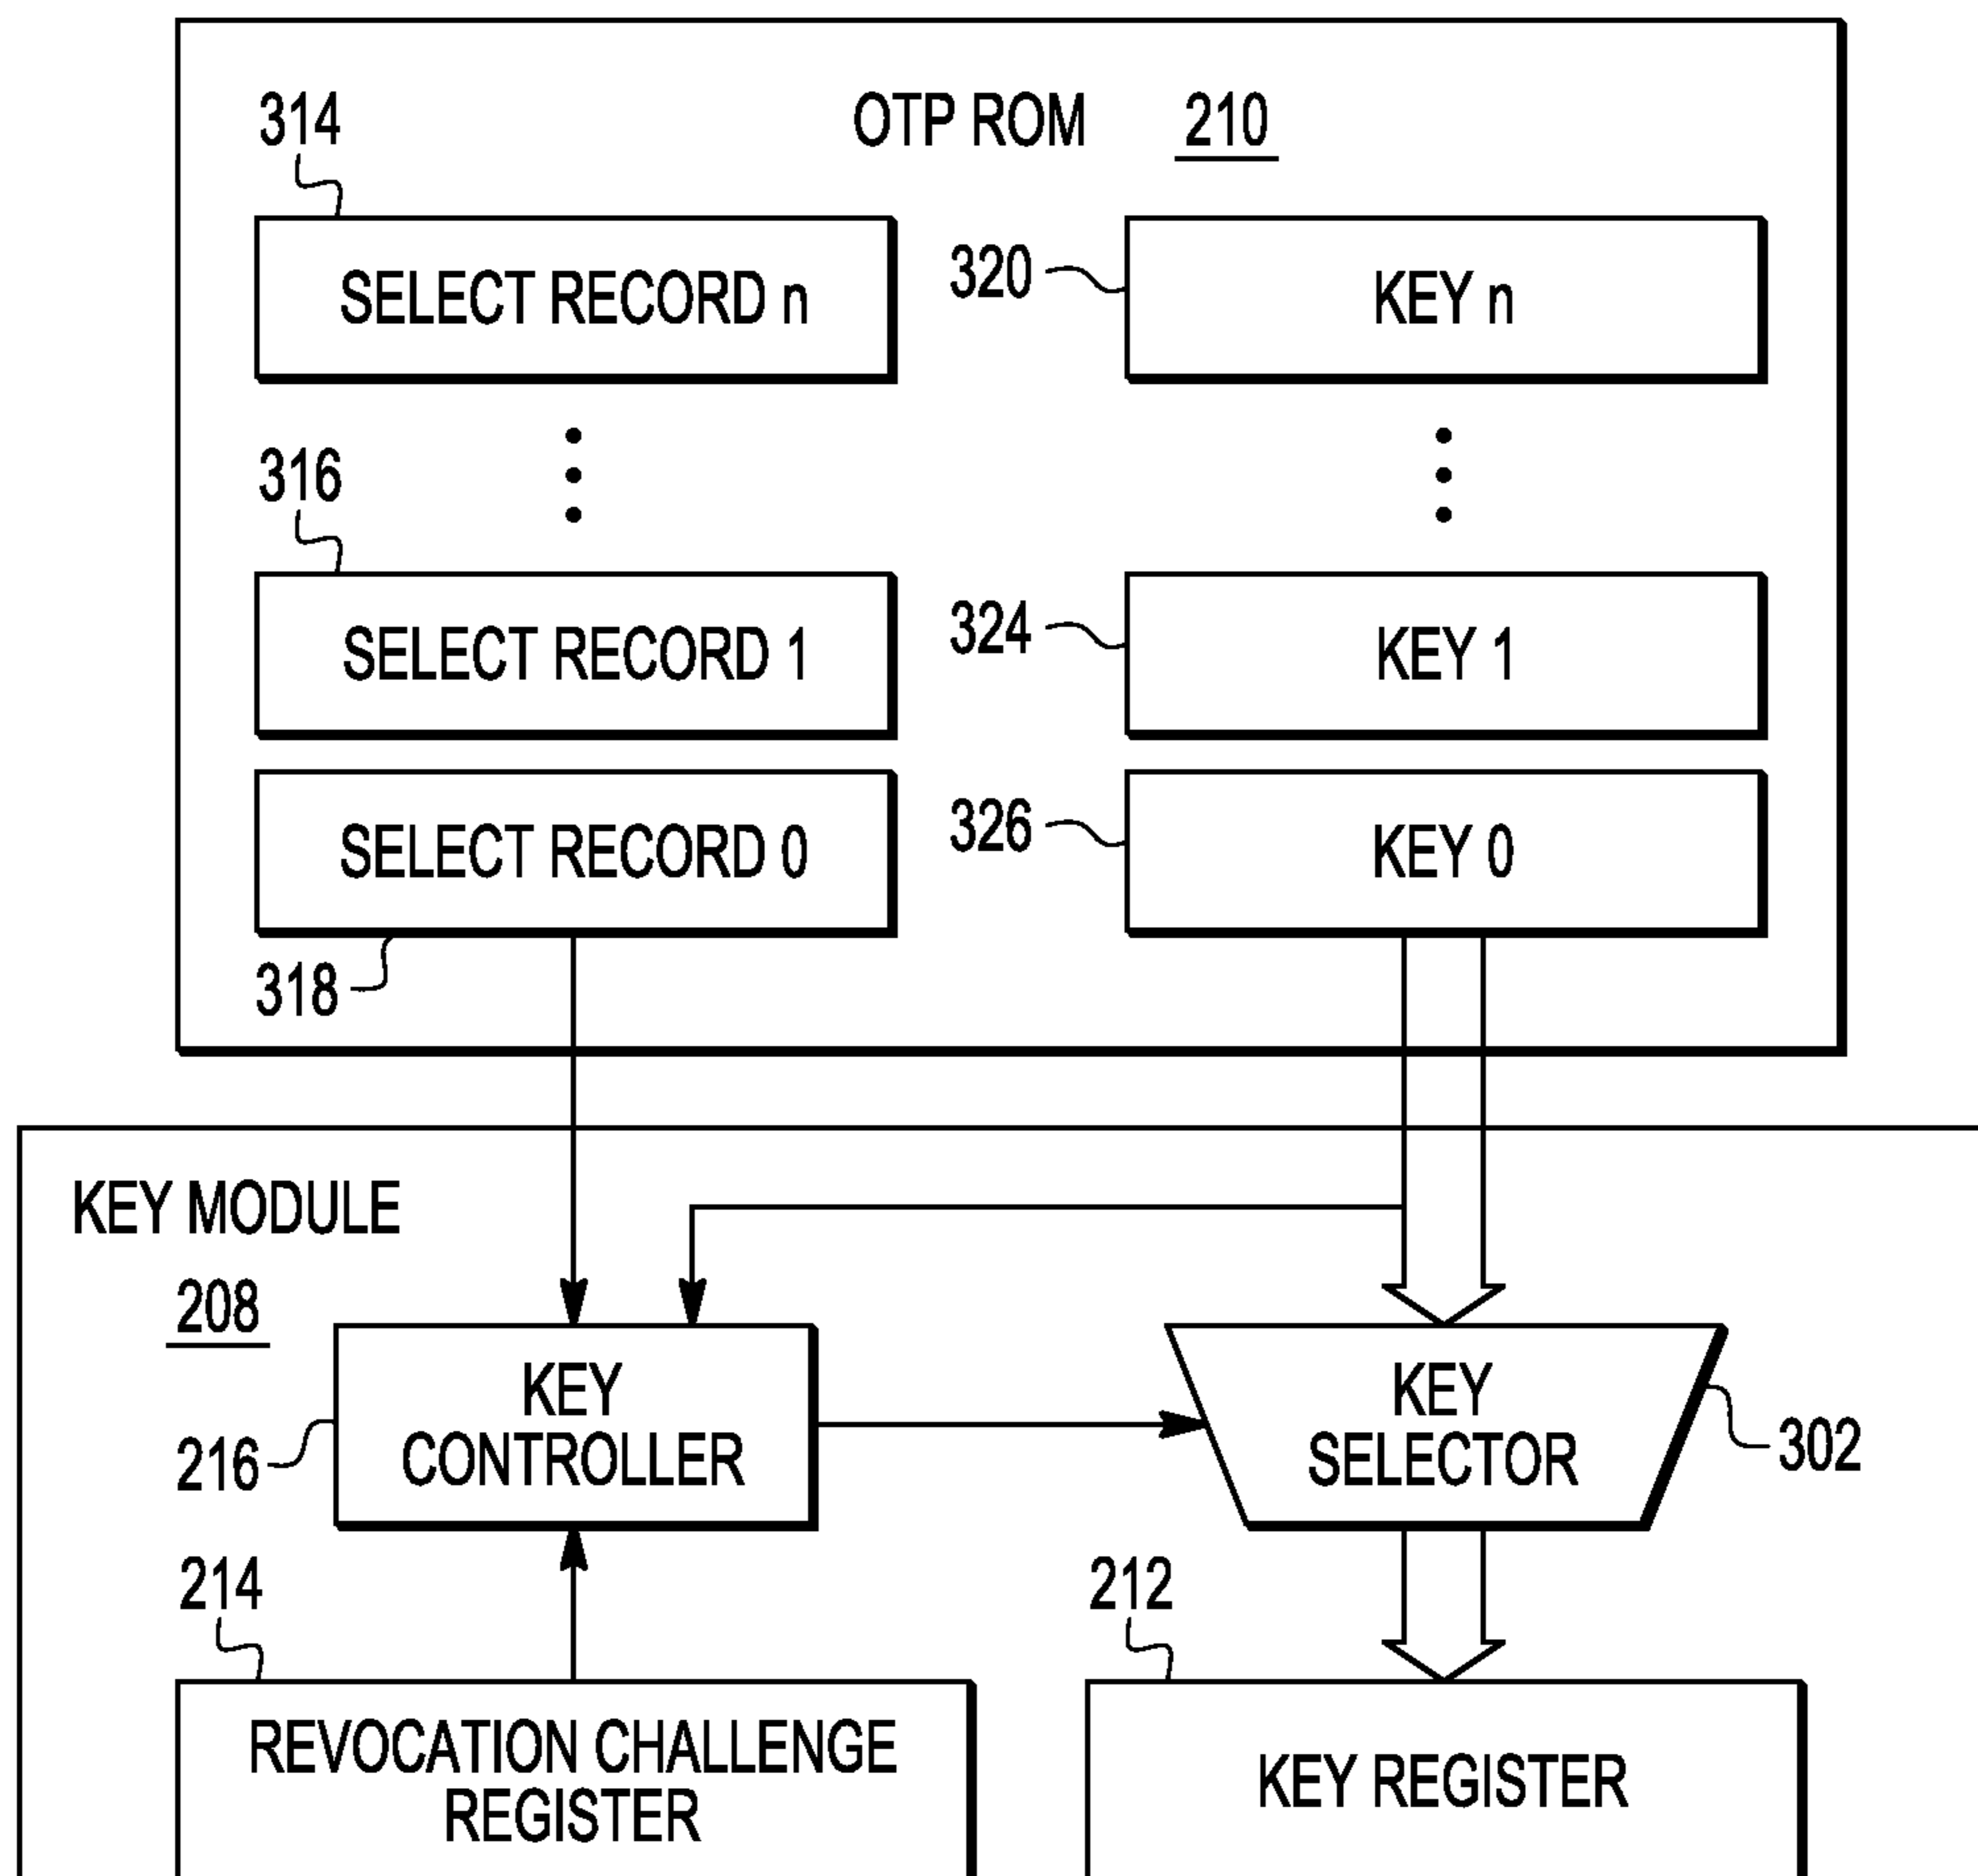 OTP ROM 210
314
SELECT RECORD n
320
KEY n
316
SELECT RECORD 1
324
KEY 1
SELECT RECORD 0
326
KEY 0
318
KEY MODULE
208
KEY
CONTROLLER
216
KEY
SELECTOR
302
214
REVOCATION CHALLENGE
REGISTER
212
KEY REGISTER